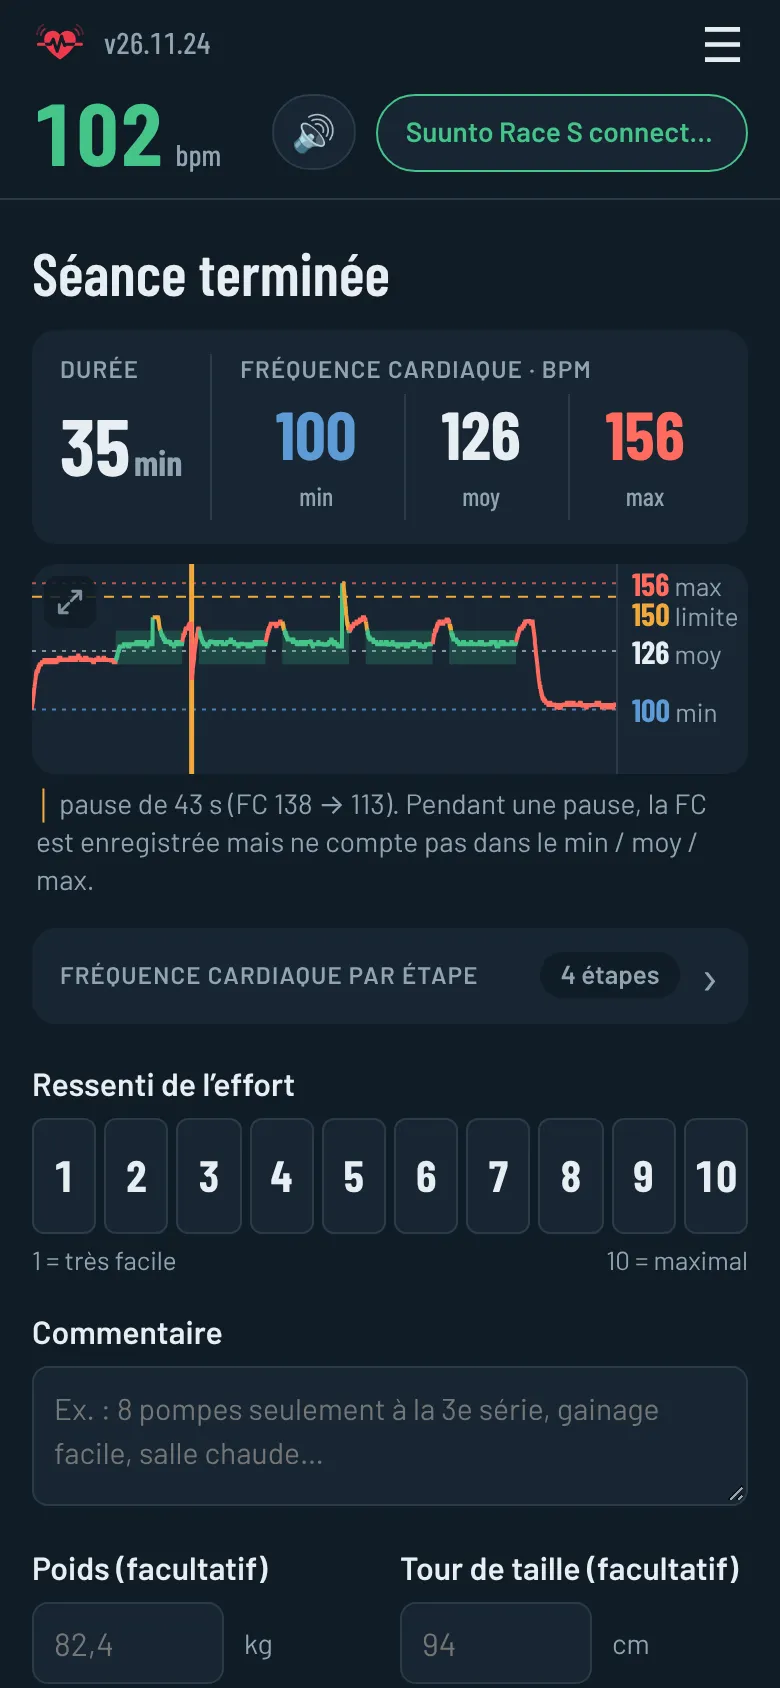 v26.11.24
102 bpm
Suunto Race S connect...
Séance terminée
DURÉE
35 min
FRÉQUENCE CARDIAQUE · BPM
100
min
126
moy
156
max
156 max
150 limite
126 moy
100 min
pause de 43 s (FC 138 → 113). Pendant une pause, la FC
est enregistrée mais ne compte pas dans le min / moy /
max.
FRÉQUENCE CARDIAQUE PAR ÉTAPE
4 étapes
Ressenti de l’effort
1 2 3 4 5 6 7 8 9 10
1 = très facile
10 = maximal
Commentaire
Ex. : 8 pompes seulement à la 3e série, gainage
facile, salle chaude...
Poids (facultatif)
82,4 kg
Tour de taille (facultatif)
94 cm